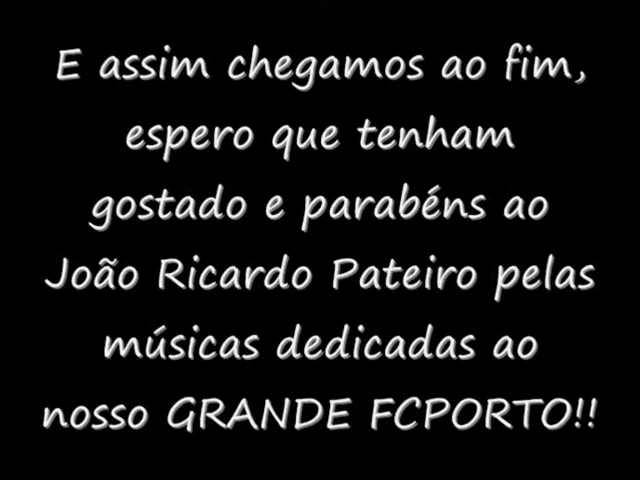 E assim chegamos ao fim,
espero que tenham
gostado e parabéns ao
João Ricardo Pateiro pelas
músicas dedicadas ao
nosso GRANDE FCPORTO!!